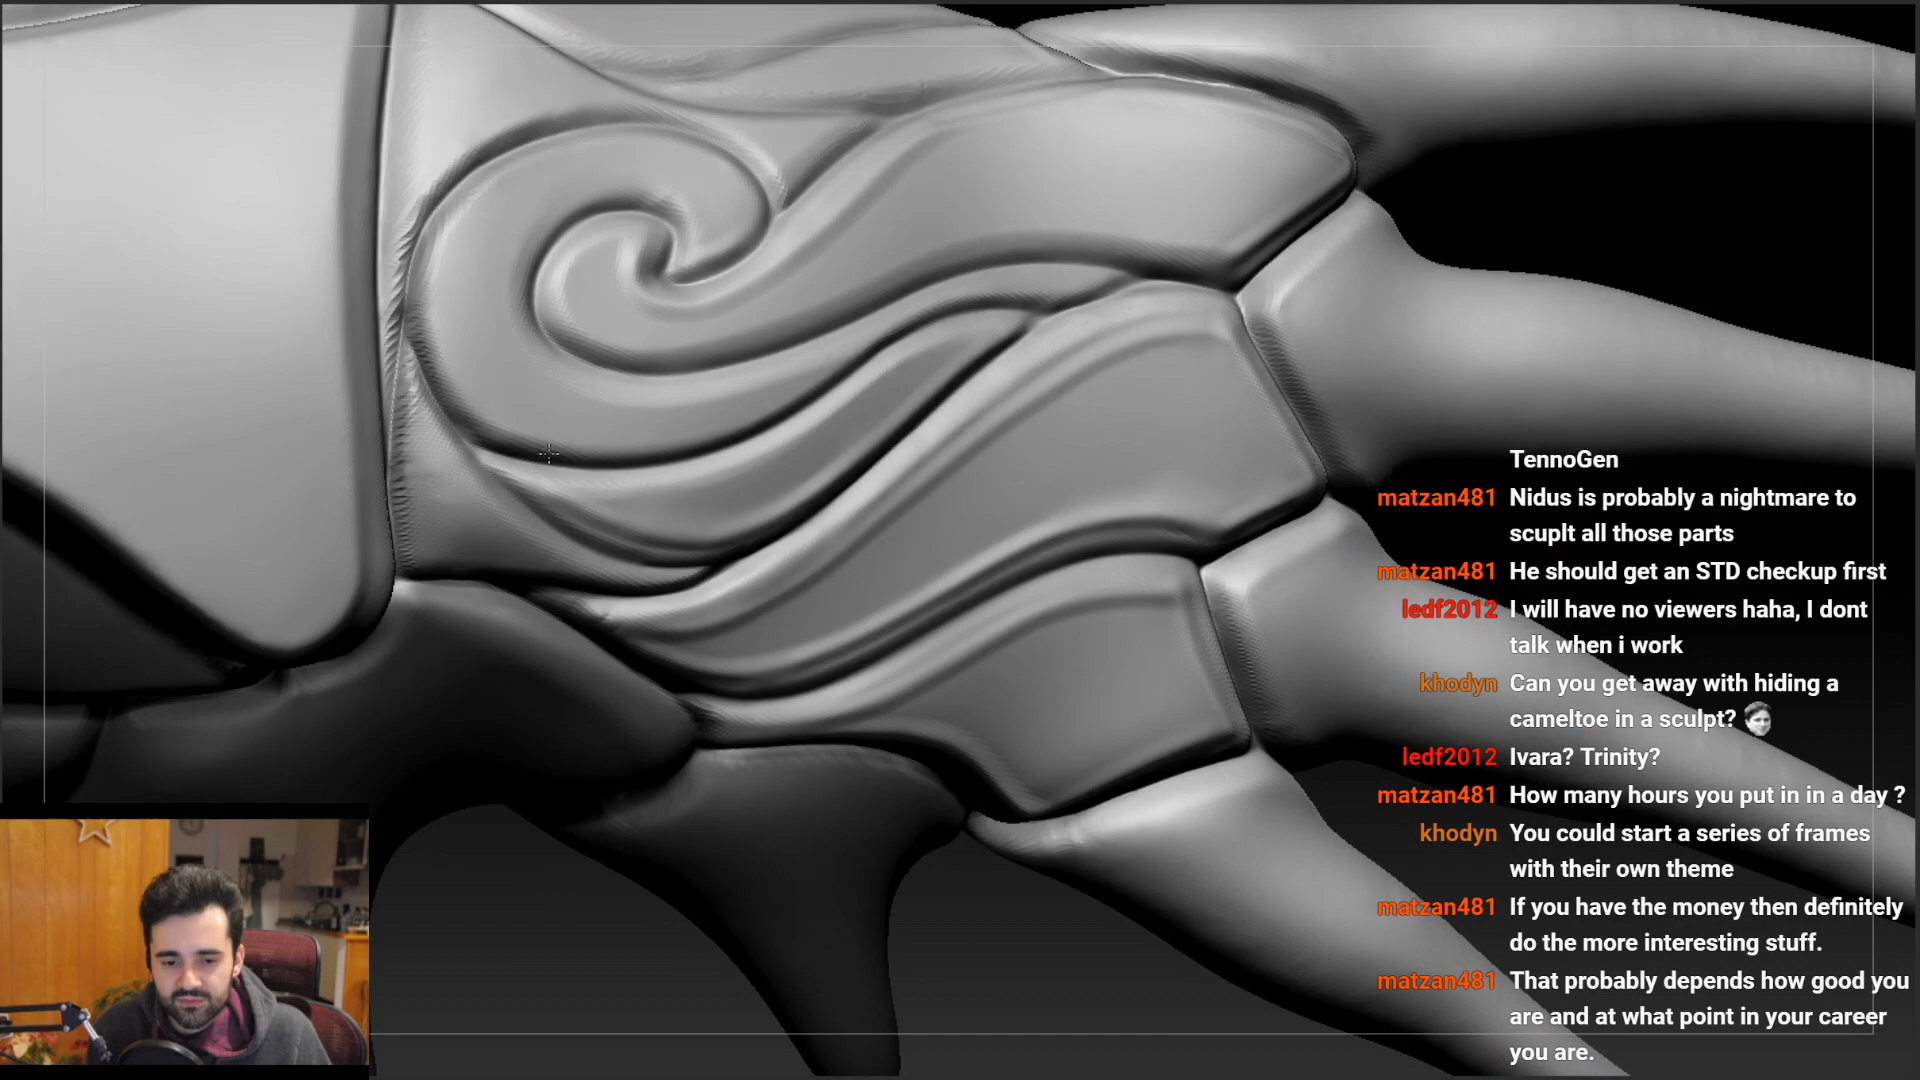 TennoGen
matzan481 Nidus is probably a nightmare to
scuplt all those parts
matzan481 He should get an STD checkup first
ledf2012 I will have no viewers haha, I dont
talk when i work
khodyn Can you get away with hiding a
cameltoe in a sculpt?
ledf2012 Ivara? Trinity?
matzan481 How many hours you put in in a day ?
khodyn You could start a series of frames
with their own theme
matzan481 If you have the money then definitely
do the more interesting stuff.
matzan481 That probably depends how good you
are and at what point in your career
you are.